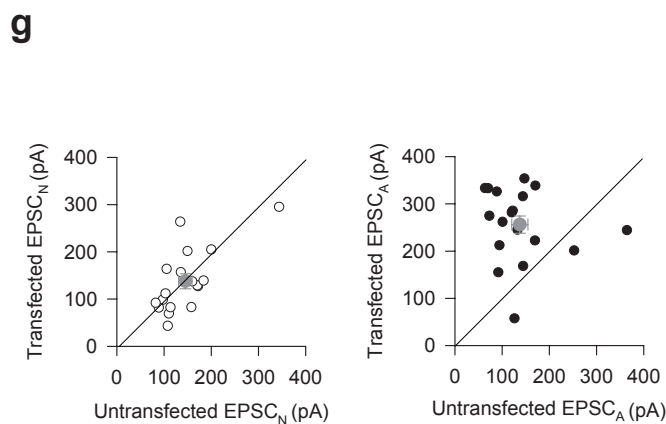 g
400
300
200
100
0
0 100 200 300 400
Transfected EPSC_N (pA)
Untransfected EPSC_N (pA)
400
300
200
100
0
0 100 200 300 400
Transfected EPSC_A (pA)
Untransfected EPSC_A (pA)